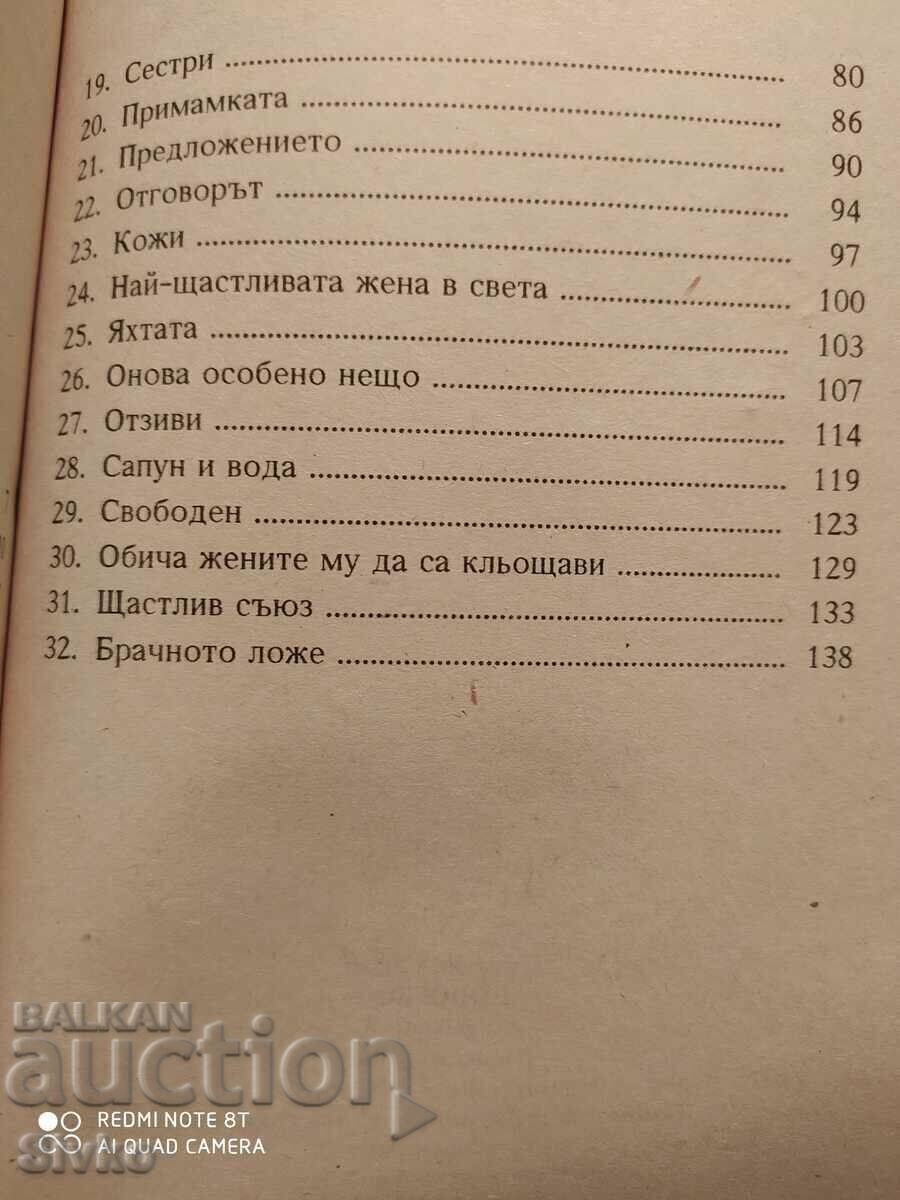 19. Сестри ........ 80
20. Примамката ........ 86
21. Предложението ........ 90
22. Отговорът ........ 94
23. Кожи ........ 97
24. Най-щастливата жена в света ........ 100
25. Яхтата ........ 103
26. Онова особено нещо ........ 107
27. Отзиви ........ 114
28. Сапун и вода ........ 119
29. Свободен ........ 123
30. Обича жените му да са кльощави ........ 129
31. Щастлив съюз ........ 133
32. Брачното ложе ........ 138
BALKAN
auction
REDMI NOTE 8T
AI QUAD CAMERA
Sivko